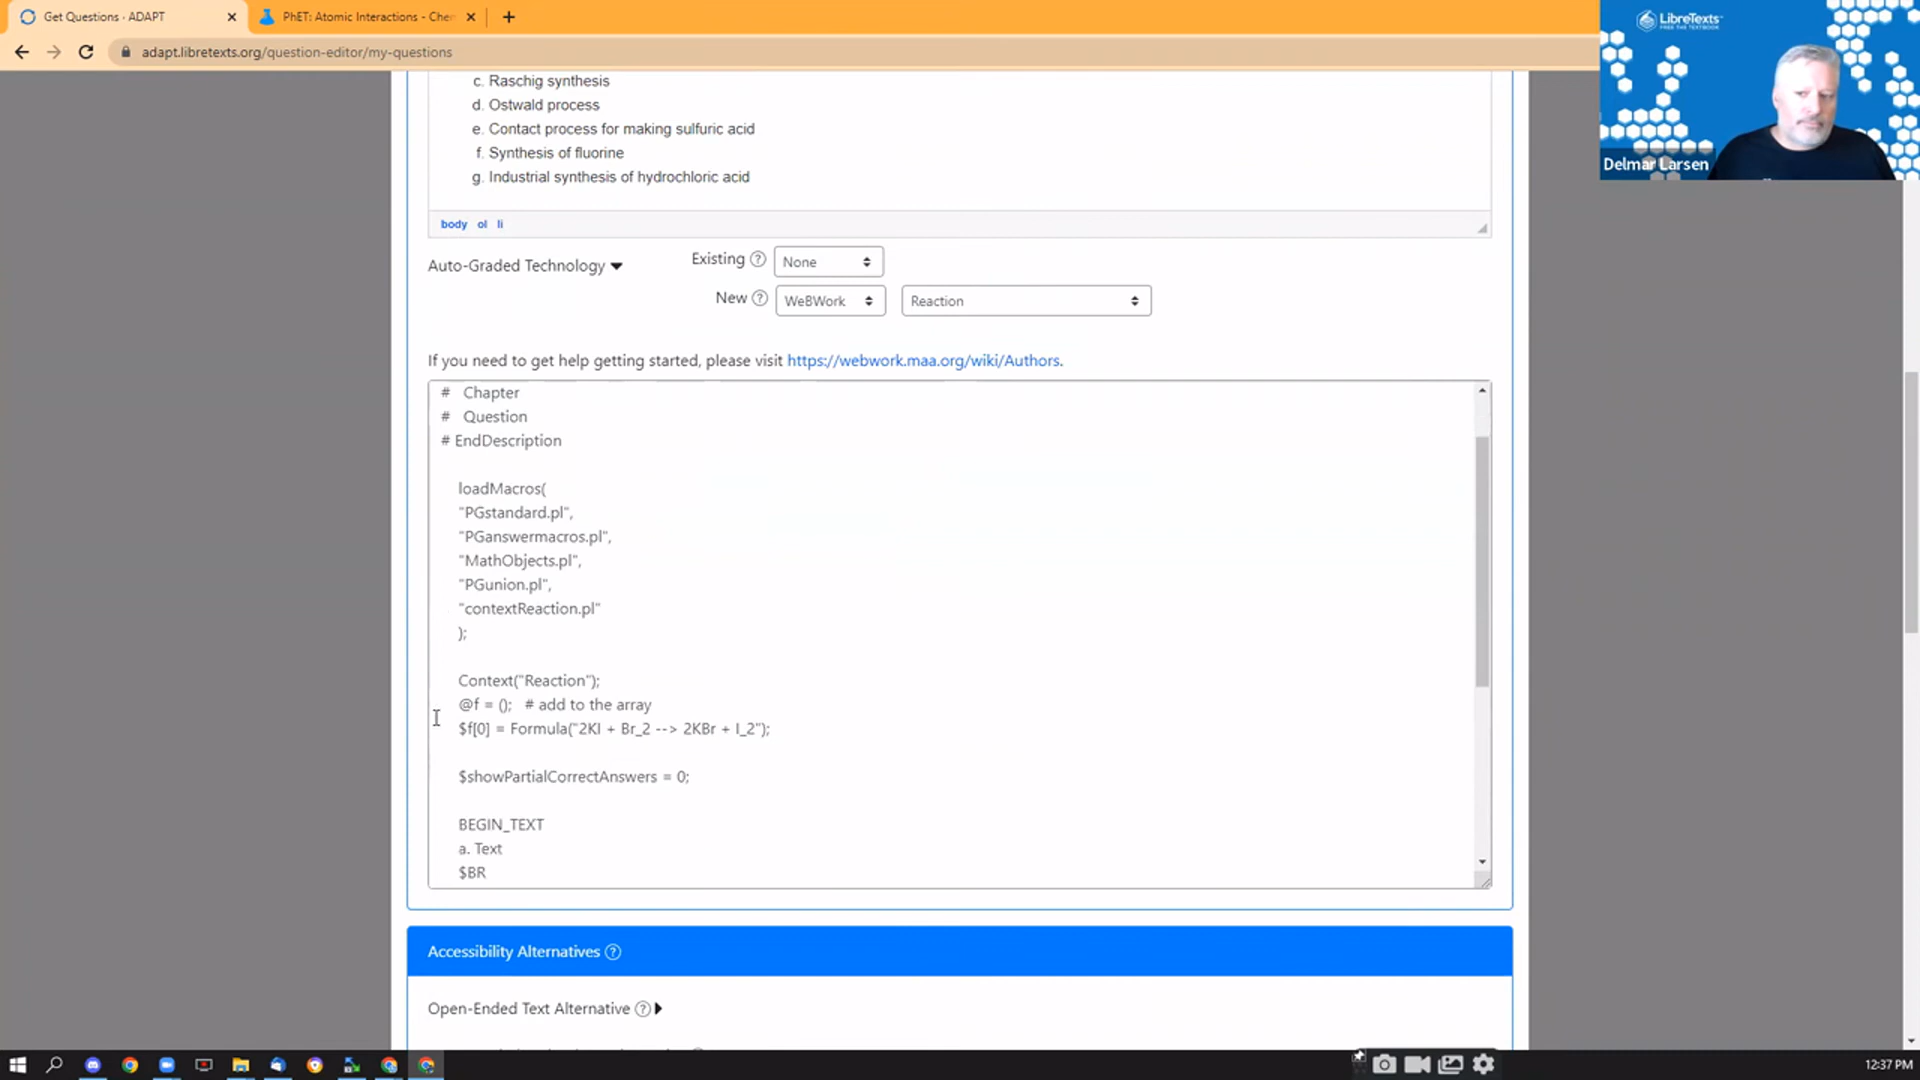 Get Questions · ADAPT
PhET: Atomic Interactions - Chem
adapt.libretexts.org/question-editor/my-questions
LibreTexts
FREE THE TEXTBOOK
Delmar Larsen
c. Raschig synthesis
d. Ostwald process
e. Contact process for making sulfuric acid
f. Synthesis of fluorine
g. Industrial synthesis of hydrochloric acid
body ol li
Auto-Graded Technology
Existing ? None
New ? WeBWork Reaction
If you need to get help getting started, please visit https://webwork.maa.org/wiki/Authors.
# Chapter
# Question
# EndDescription
loadMacros(
"PGstandard.pl",
"PGanswermacros.pl",
"MathObjects.pl",
"PGunion.pl",
"contextReaction.pl"
);
Context("Reaction");
@f = (); # add to the array
$f[0] = Formula("2KI + Br_2 --> 2KBr + I_2");
$showPartialCorrectAnswers = 0;
BEGIN_TEXT
a. Text
$BR
Accessibility Alternatives ?
Open-Ended Text Alternative ?
12:37 PM